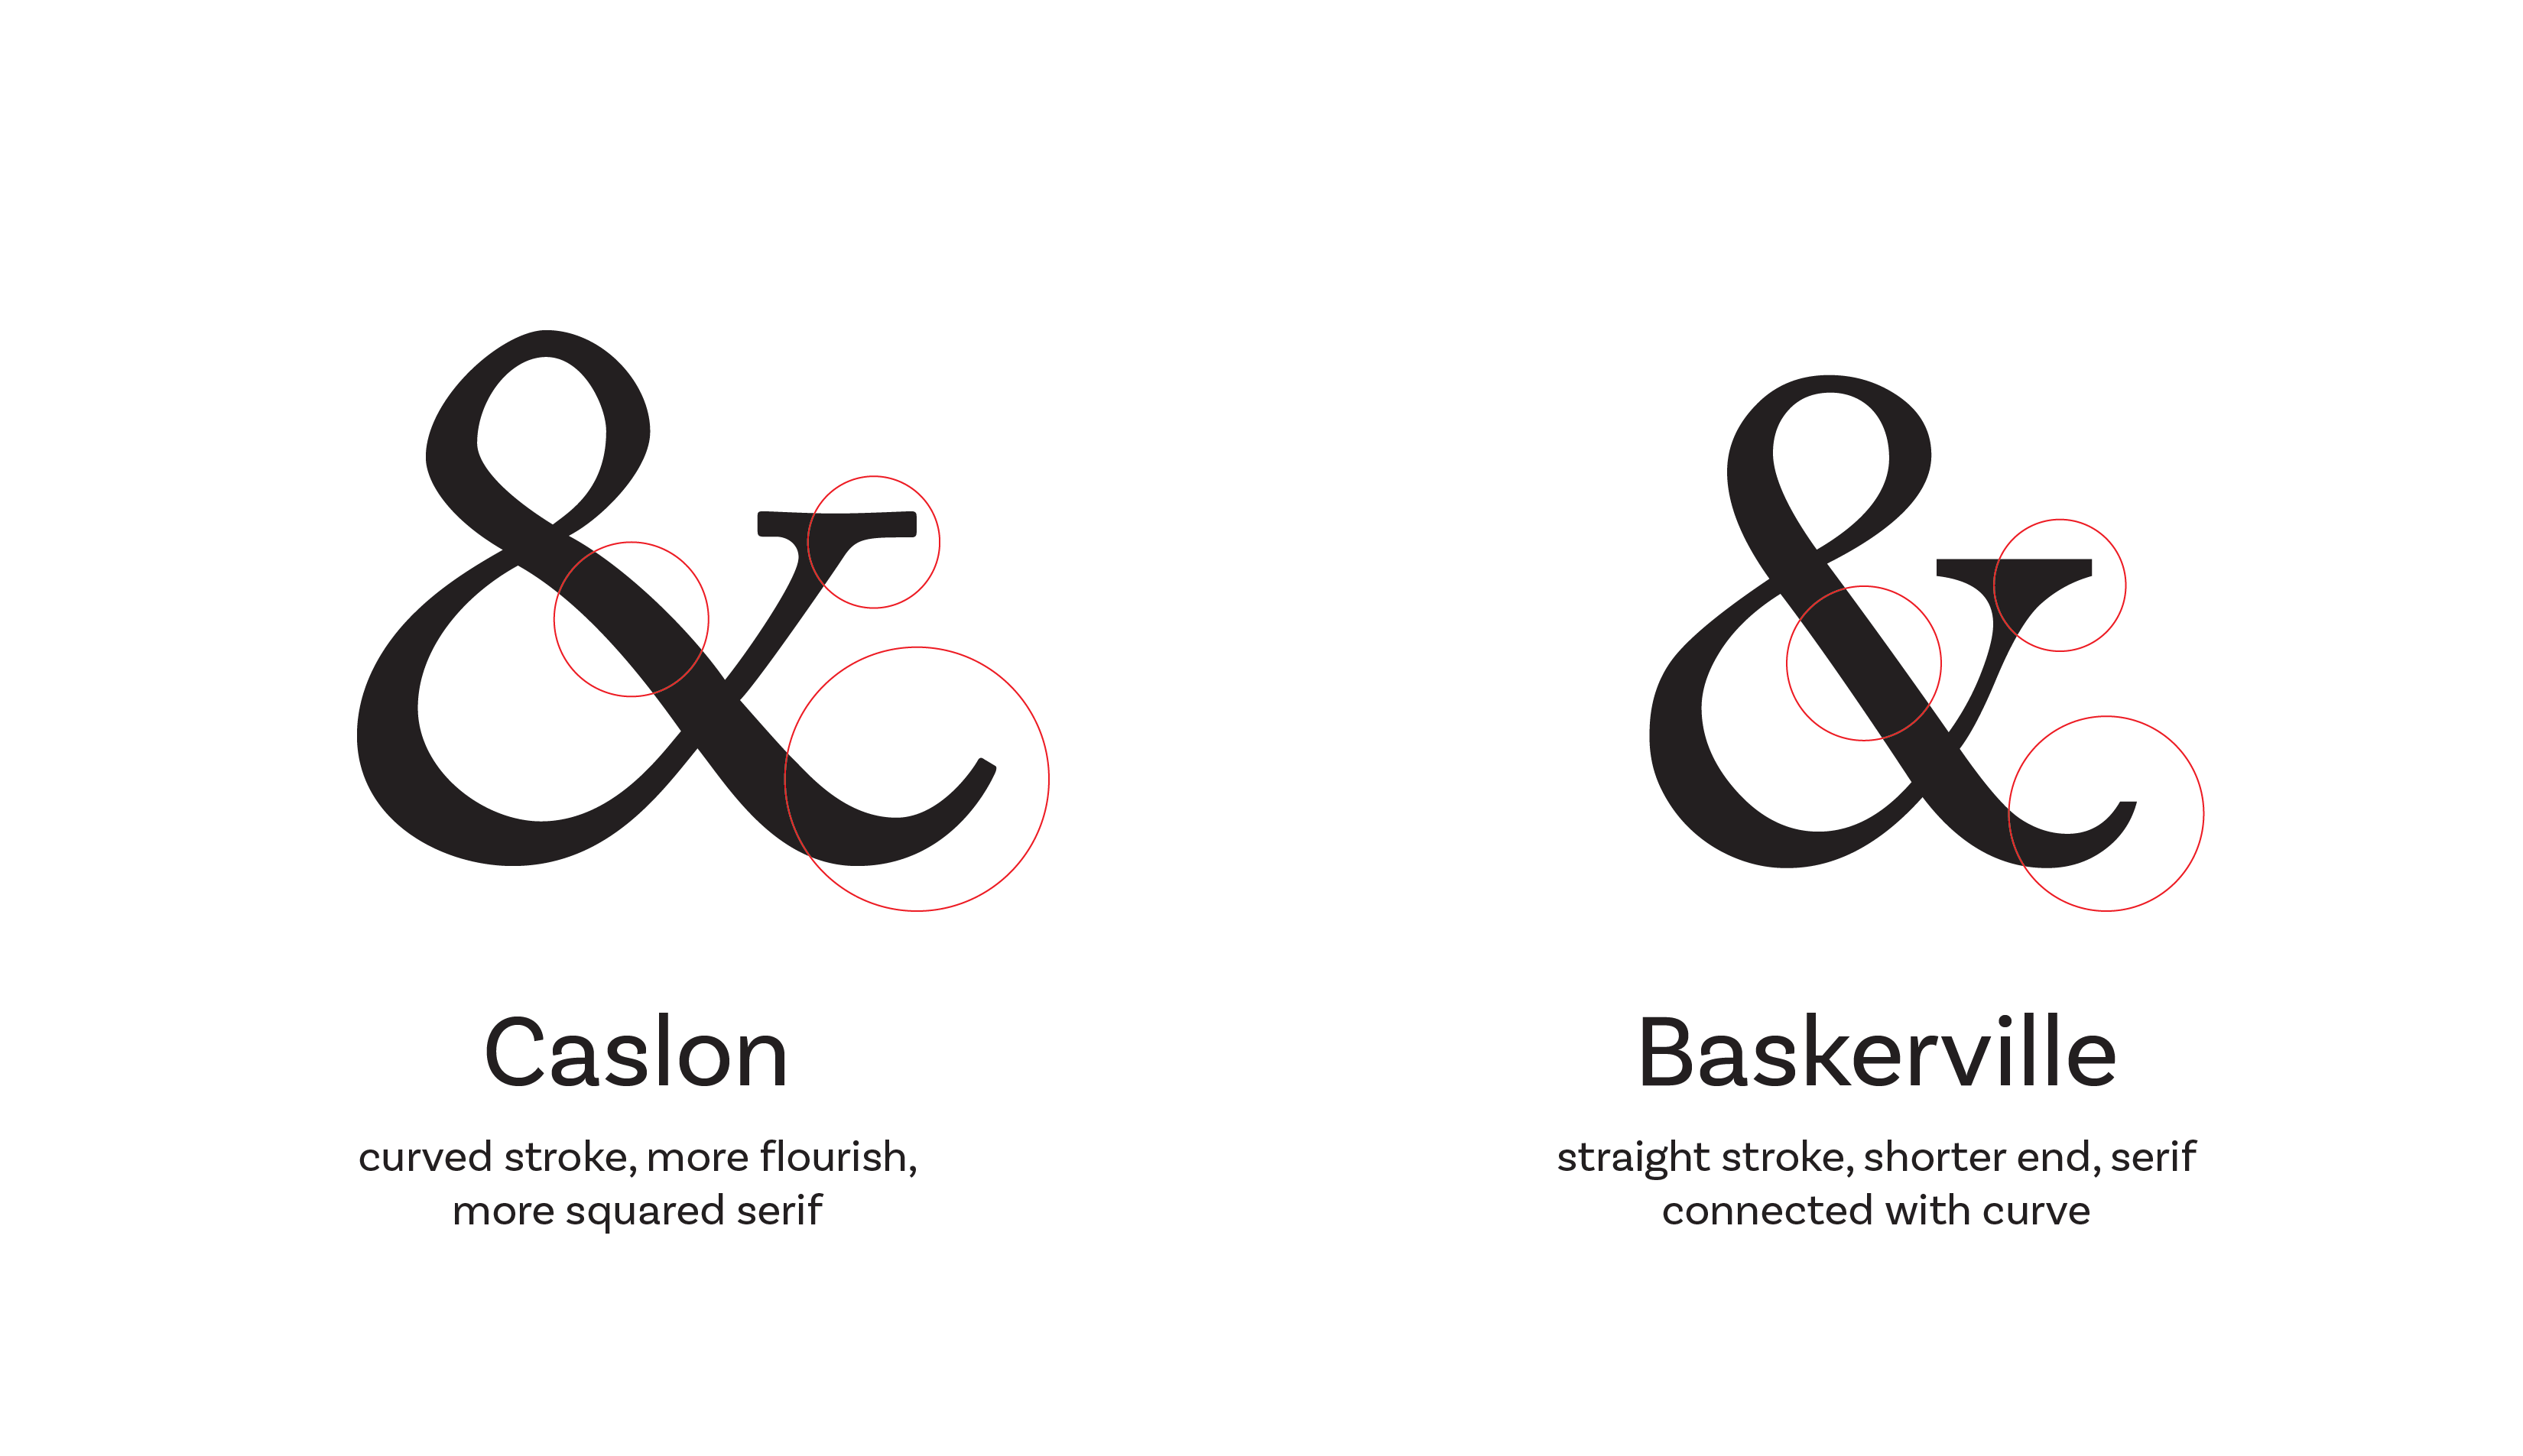 &
Caslon
curved stroke, more flourish,
more squared serif
&
Baskerville
straight stroke, shorter end, serif
connected with curve